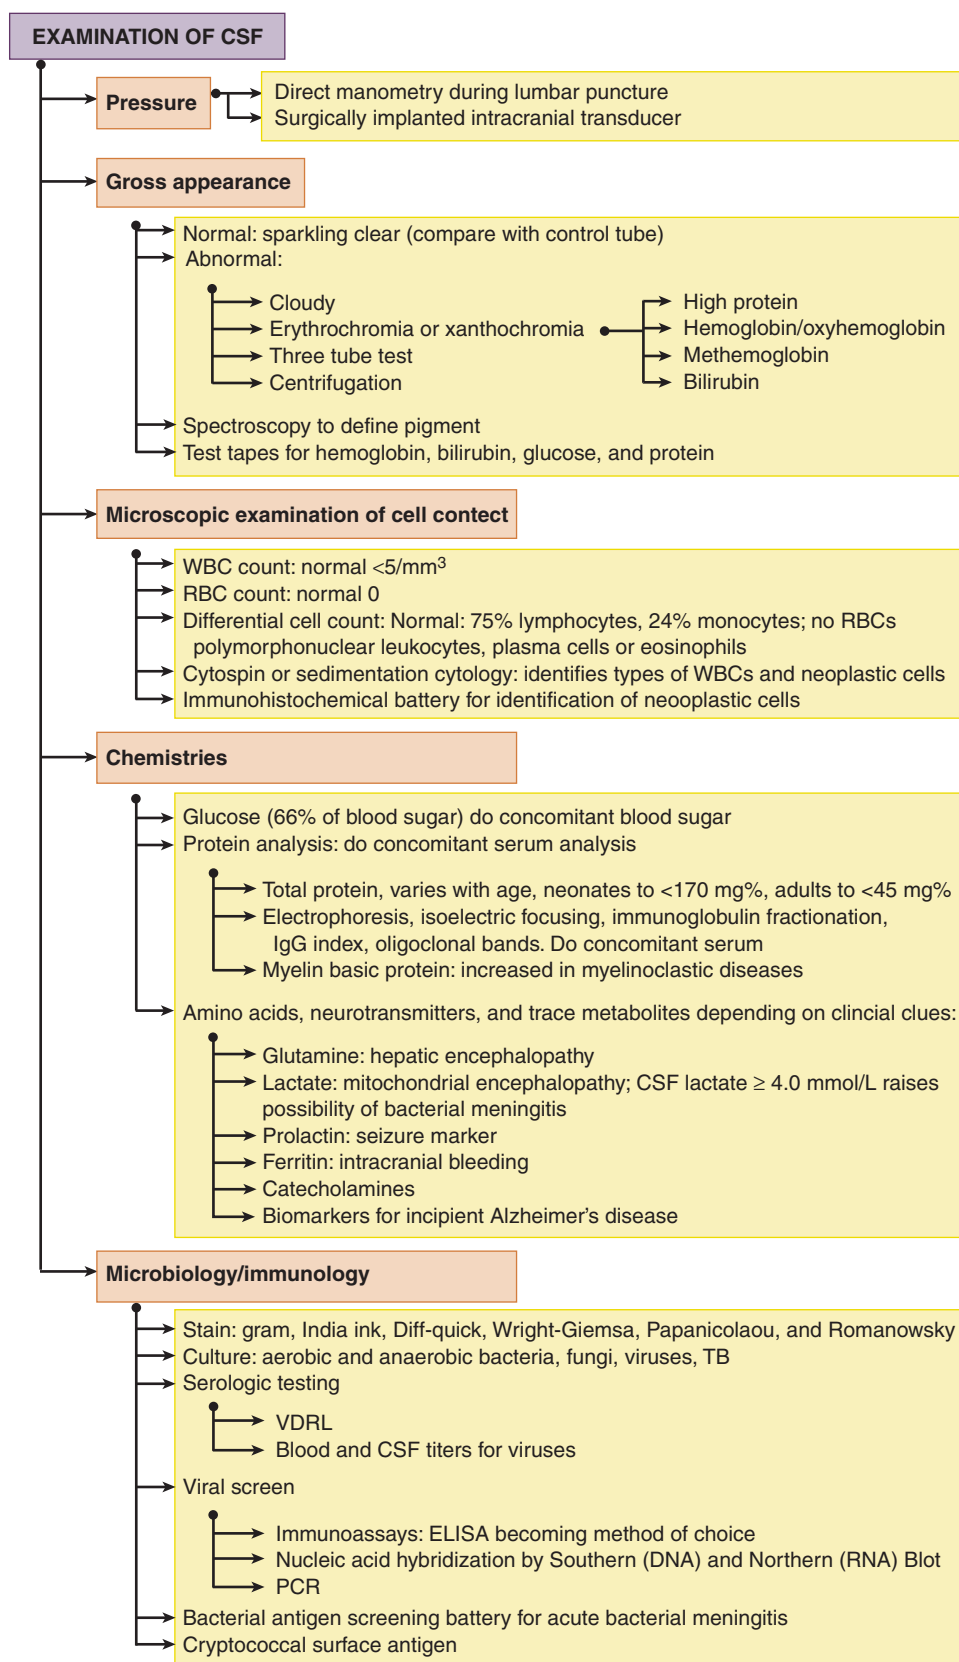 EXAMINATION OF CSF
Pressure
Direct manometry during lumbar puncture
Surgically implanted intracranial transducer
Gross appearance
Normal: sparkling clear (compare with control tube)
Abnormal:
Cloudy
Erythrochromia or xanthochromia
Three tube test
Centrifugation
High protein
Hemoglobin/oxyhemoglobin
Methemoglobin
Bilirubin
Spectroscopy to define pigment
Test tapes for hemoglobin, bilirubin, glucose, and protein
Microscopic examination of cell contect
WBC count: normal <5/mm³
RBC count: normal 0
Differential cell count: Normal: 75% lymphocytes, 24% monocytes; no RBCs
polymorphonuclear leukocytes, plasma cells or eosinophils
Cytospin or sedimentation cytology: identifies types of WBCs and neoplastic cells
Immunohistochemical battery for identification of neooplastic cells
Chemistries
Glucose (66% of blood sugar) do concomitant blood sugar
Protein analysis: do concomitant serum analysis
Total protein, varies with age, neonates to <170 mg%, adults to <45 mg%
Electrophoresis, isoelectric focusing, immunoglobulin fractionation,
IgG index, oligoclonal bands. Do concomitant serum
Myelin basic protein: increased in myelinoclastic diseases
Amino acids, neurotransmitters, and trace metabolites depending on clincial clues:
Glutamine: hepatic encephalopathy
Lactate: mitochondrial encephalopathy; CSF lactate ≥ 4.0 mmol/L raises
possibility of bacterial meningitis
Prolactin: seizure marker
Ferritin: intracranial bleeding
Catecholamines
Biomarkers for incipient Alzheimer's disease
Microbiology/immunology
Stain: gram, India ink, Diff-quick, Wright-Giemsa, Papanicolaou, and Romanowsky
Culture: aerobic and anaerobic bacteria, fungi, viruses, TB
Serologic testing
VDRL
Blood and CSF titers for viruses
Viral screen
Immunoassays: ELISA becoming method of choice
Nucleic acid hybridization by Southern (DNA) and Northern (RNA) Blot
PCR
Bacterial antigen screening battery for acute bacterial meningitis
Cryptococcal surface antigen